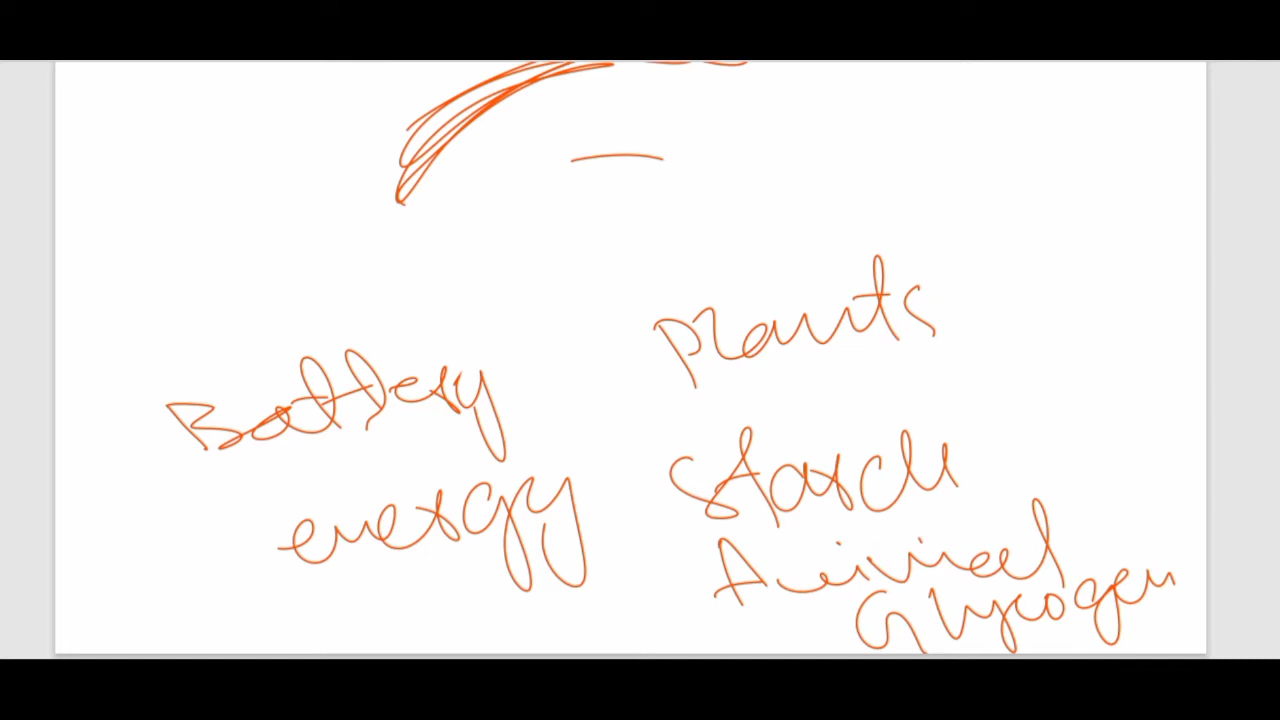 Plants
Battery
energy
Starch
Animal
Glycogen